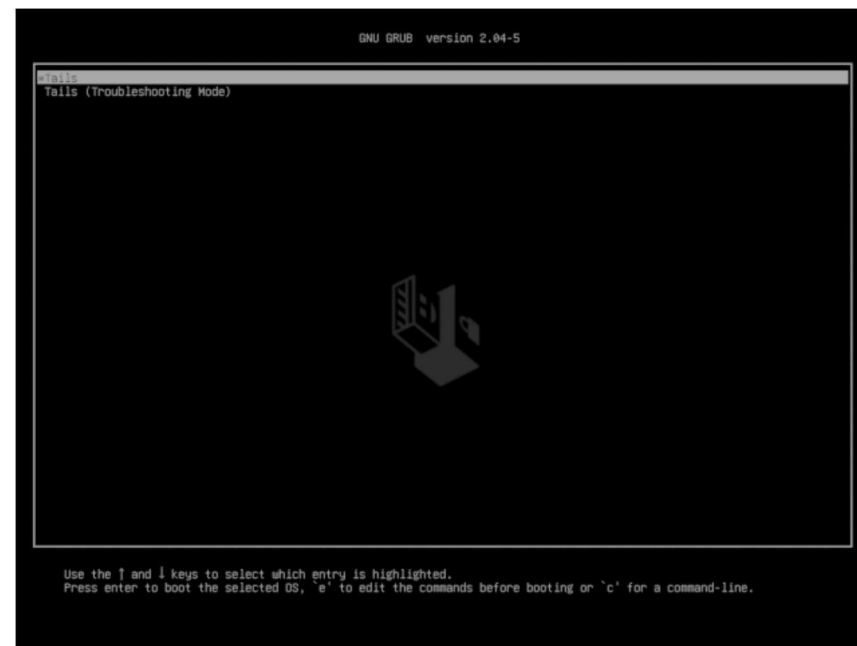 GNU GRUB version 2.04-5
*Tails
Tails (Troubleshooting Mode)
Use the ↑ and ↓ keys to select which entry is highlighted.
Press enter to boot the selected OS, `e' to edit the commands before booting or `c' for a command-line.